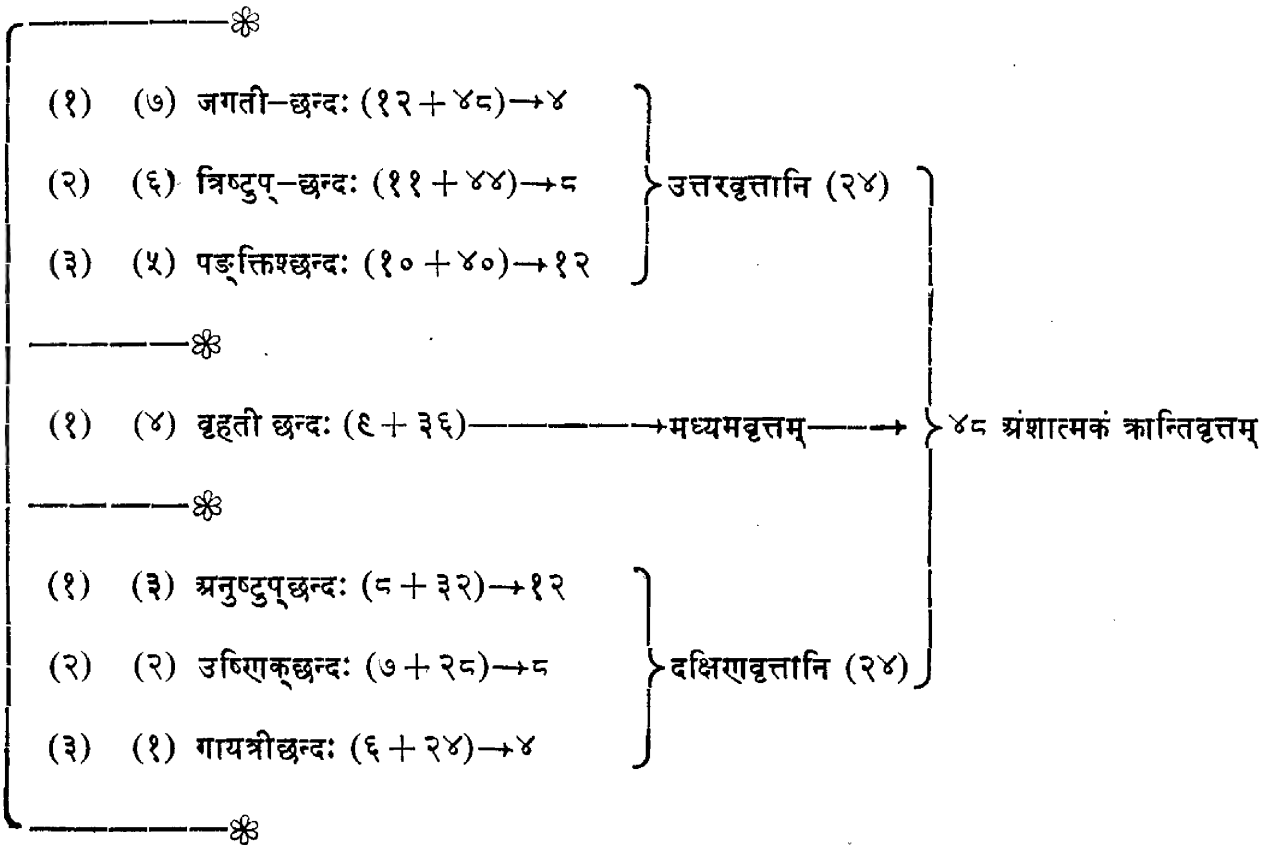 (१) (७) जगती-छन्दः (१२+४८)→४
(२) (६) त्रिष्टुप्-छन्दः (११+४४)→८
(३) (५) पङ्क्तिश्छन्दः (१०+४०)→१२
उत्तरवृत्तानि (२४)
(१) (४) वृहती छन्दः (९+३६)→मध्यमवृत्तम्→४८ अंशात्मकं क्रान्तिवृत्तम्
(१) (३) अनुष्टुप्छन्दः (८+३२)→१२
(२) (२) उष्णिक्छन्दः (७+२८)→८
(३) (१) गायत्रीछन्दः (६+२४)→४
दक्षिणवृत्तानि (२४)